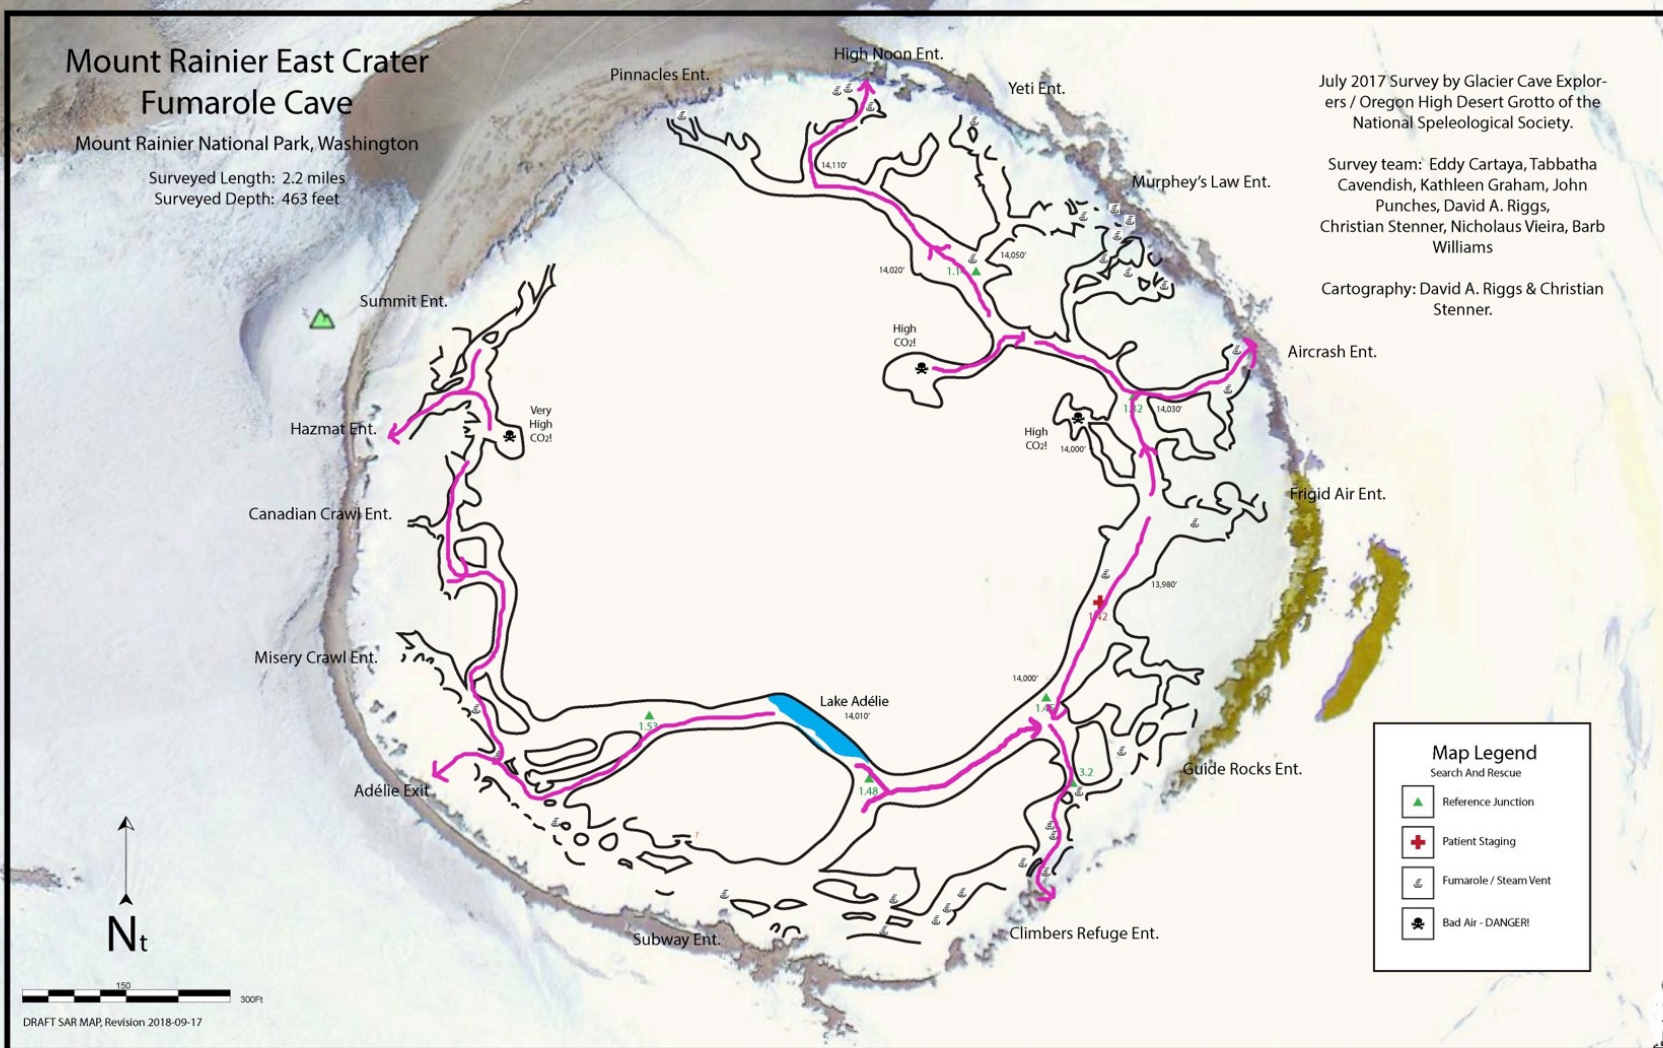 Mount Rainier East Crater
Fumarole Cave
Mount Rainier National Park, Washington
Surveyed Length: 2.2 miles
Surveyed Depth: 463 feet
July 2017 Survey by Glacier Cave Explor-
ers / Oregon High Desert Grotto of the
National Speleological Society.
Survey team: Eddy Cartaya, Tabbatha
Cavendish, Kathleen Graham, John
Punches, David A. Riggs,
Christian Stenner, Nicholaus Vieira, Barb
Williams
Cartography: David A. Riggs & Christian
Stenner.
High Noon Ent.
Pinnacles Ent.
Yeti Ent.
14,110'
Murphey's Law Ent.
14,050'
14,020'
Summit Ent.
High
CO2!
Aircrash Ent.
14,030'
Very
High
CO2!
Hazmat Ent.
High
CO2!
14,000'
Frigid Air Ent.
Canadian Crawl Ent.
13,980'
1.42
Misery Crawl Ent.
14,000'
Lake Adélie
14,010'
1.53
Guide Rocks Ent.
3.2
Adélie Exit
1.48
?
Climbers Refuge Ent.
Subway Ent.
Map Legend
Search And Rescue
Reference Junction
Patient Staging
Fumarole / Steam Vent
Bad Air - DANGER!
Nt
150
300Ft
DRAFT SAR MAP, Revision 2018-09-17